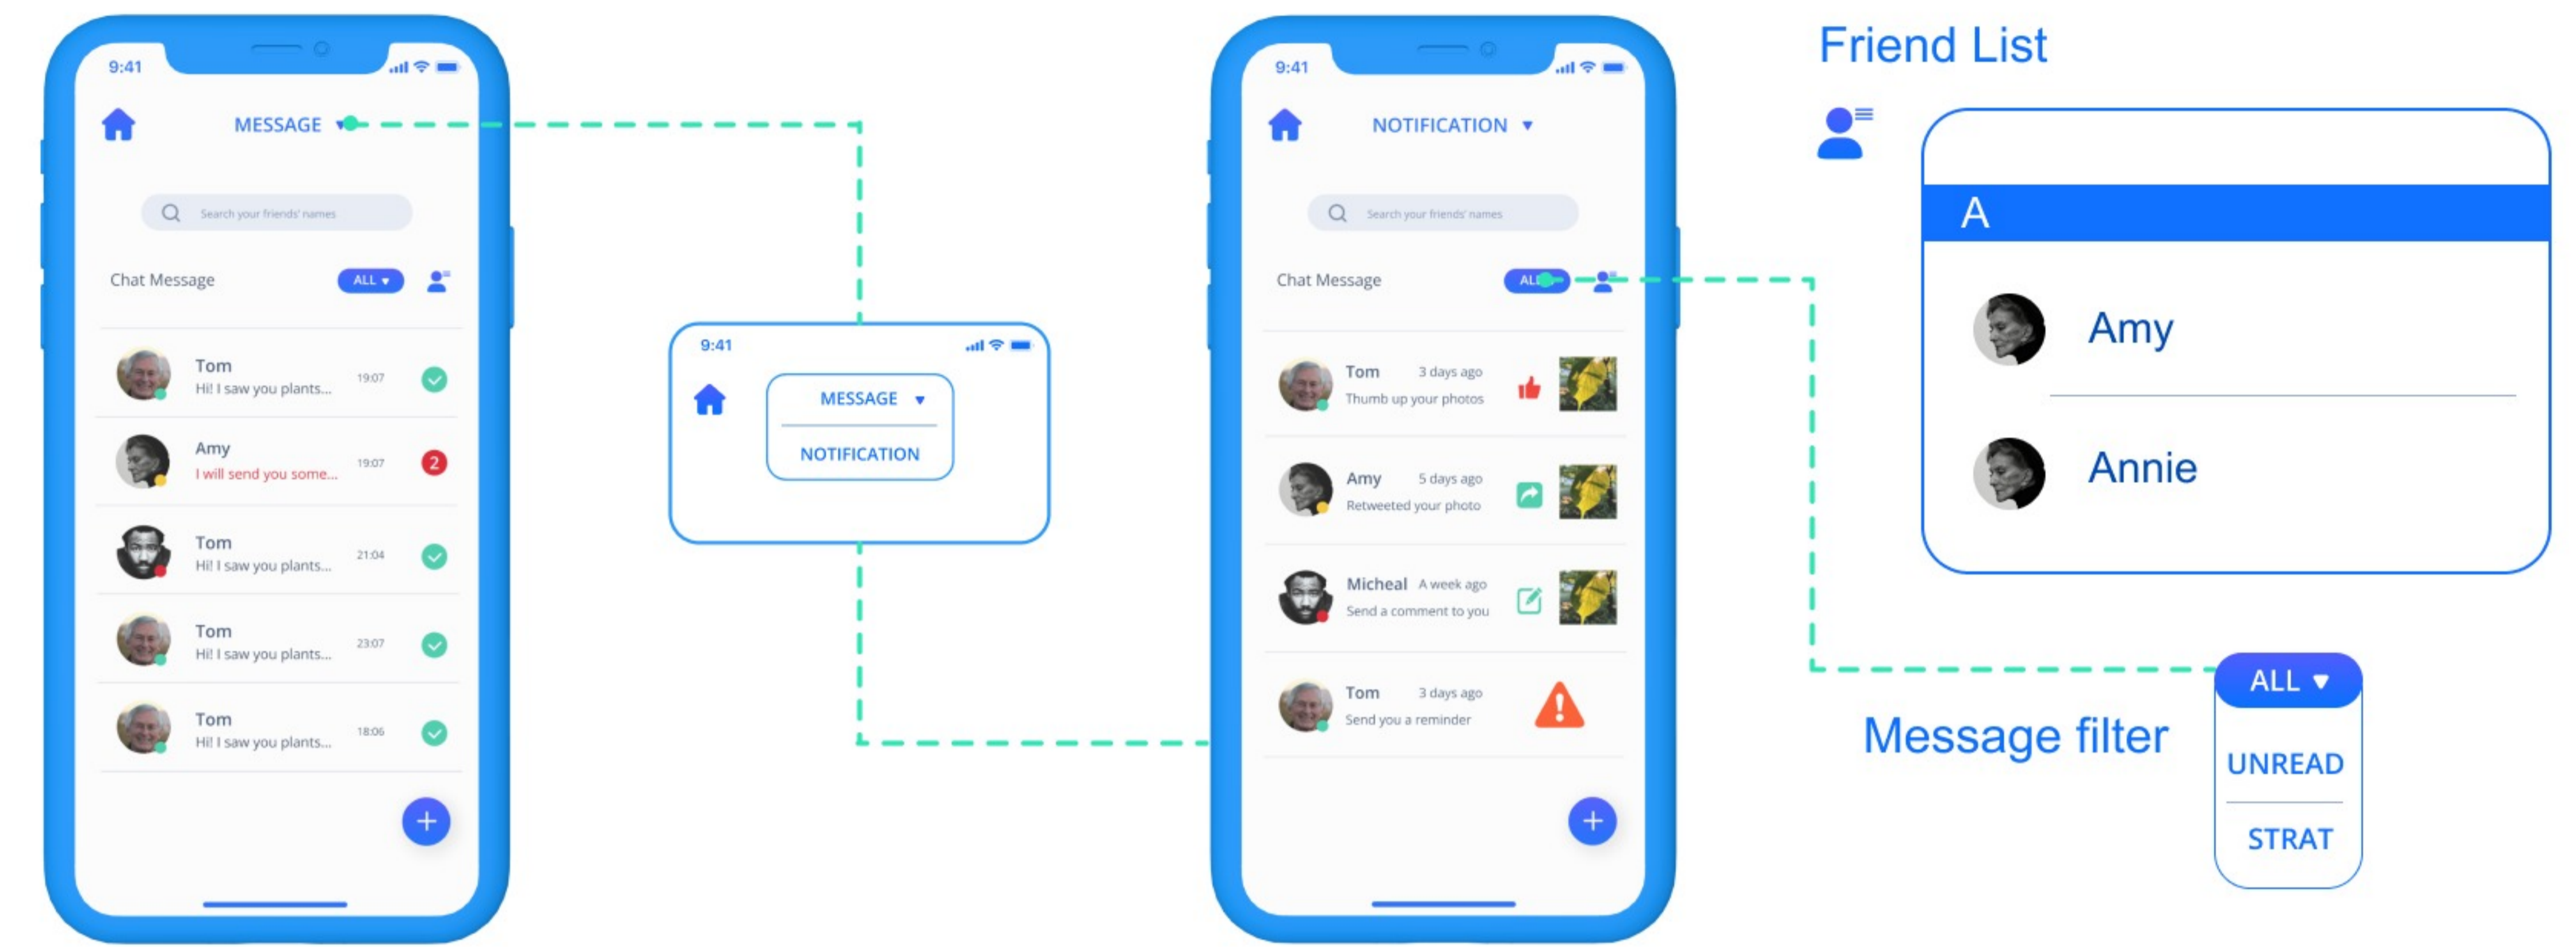 9:41
MESSAGE
Search your friends' names
Chat Message
ALL
Tom
Hi! I saw you plants...
19:07
Amy
I will send you some...
19:07
2
Tom
Hi! I saw you plants...
21:04
Tom
Hi! I saw you plants...
23:07
Tom
Hi! I saw you plants...
18:06
9:41
MESSAGE
NOTIFICATION
9:41
NOTIFICATION
Search your friends' names
Chat Message
ALL
Tom 3 days ago
Thumb up your photos
Amy 5 days ago
Retweeted your photo
Micheal A week ago
Send a comment to you
Tom 3 days ago
Send you a reminder
Friend List
A
Amy
Annie
Message filter
ALL
UNREAD
STRAT